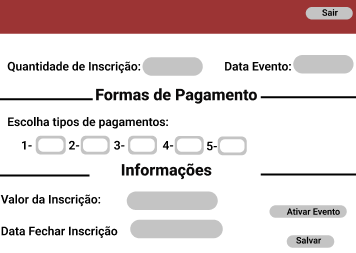 Sair
Quantidade de Inscrição: Data Evento:
Formas de Pagamento
Escolha tipos de pagamentos:
1- 2- 3- 4- 5-
Informações
Valor da Inscrição:
Ativar Evento
Data Fechar Inscrição
Salvar